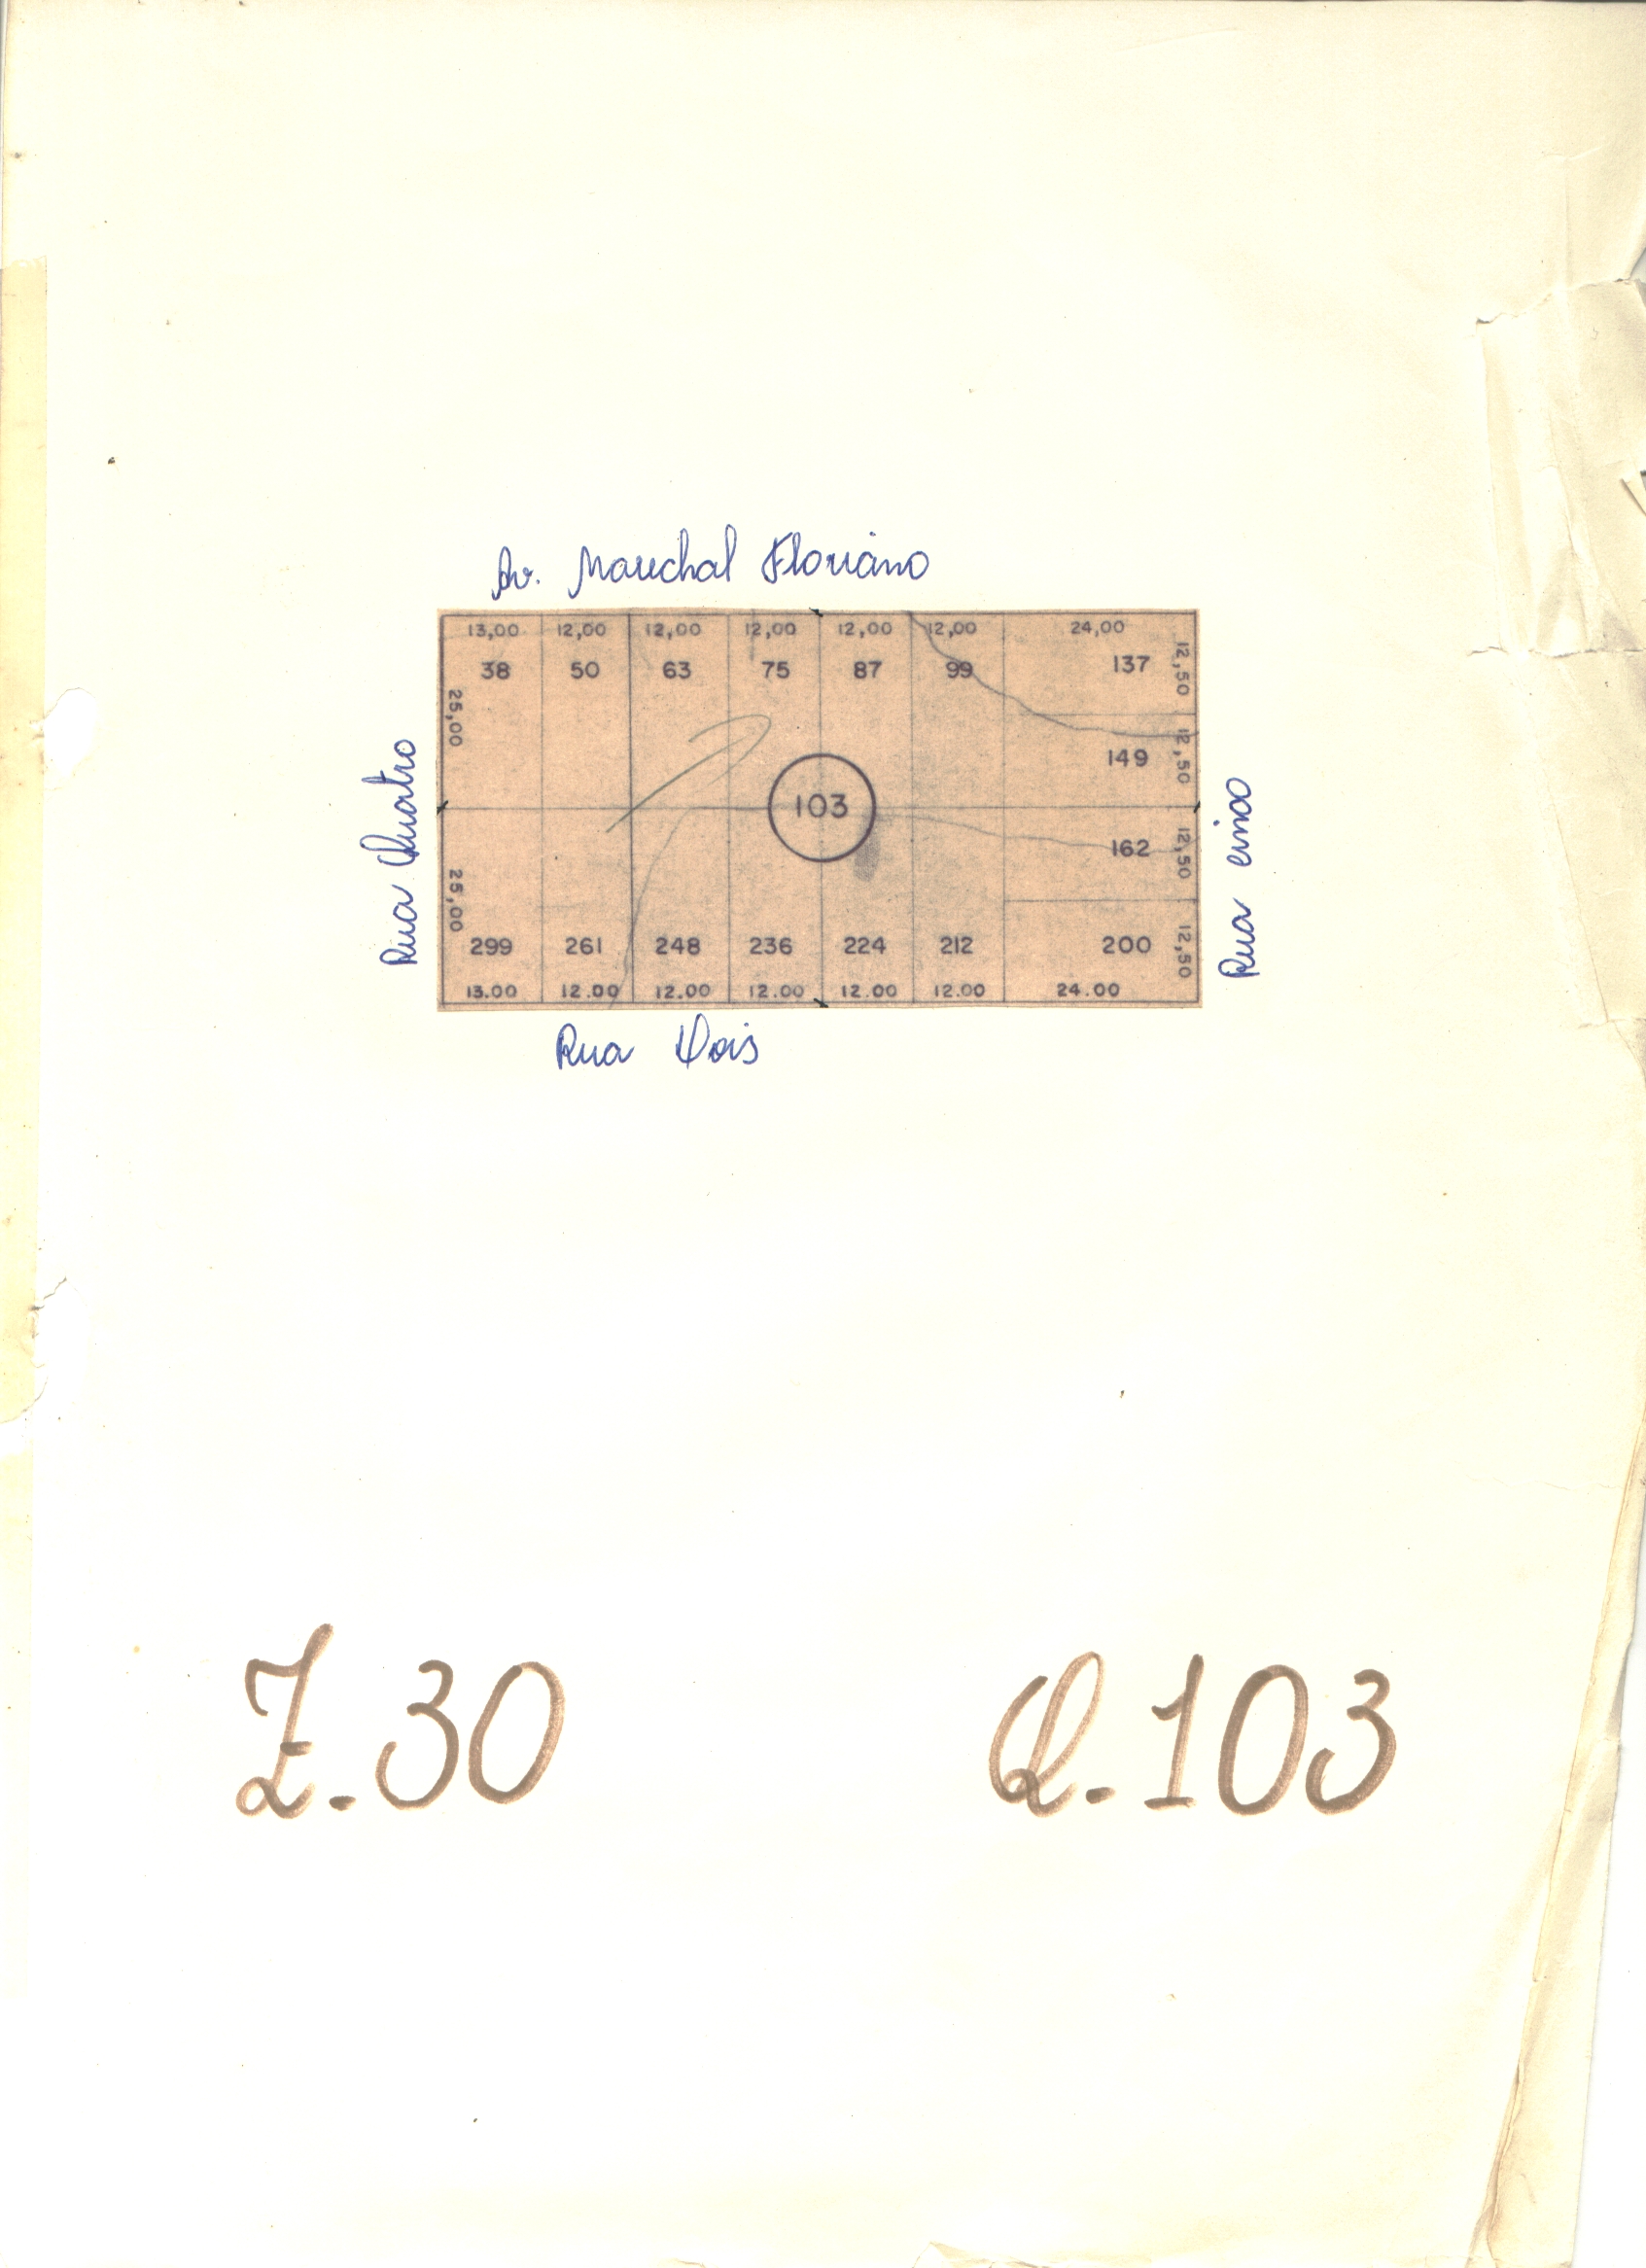 Av. Marechal Floriano
13,00 12,00 12,00 12,00 12,00 12,00 24,00
38 50 63 75 87 99 137
12,50
25,00
12,50
149
Rua Quatro
103
Rua cinco
162
12,50
25,00
12,50
299 261 248 236 224 212 200
13.00 12.00 12.00 12.00 12.00 12.00 24.00
Rua Dois
Z.30 Q.103